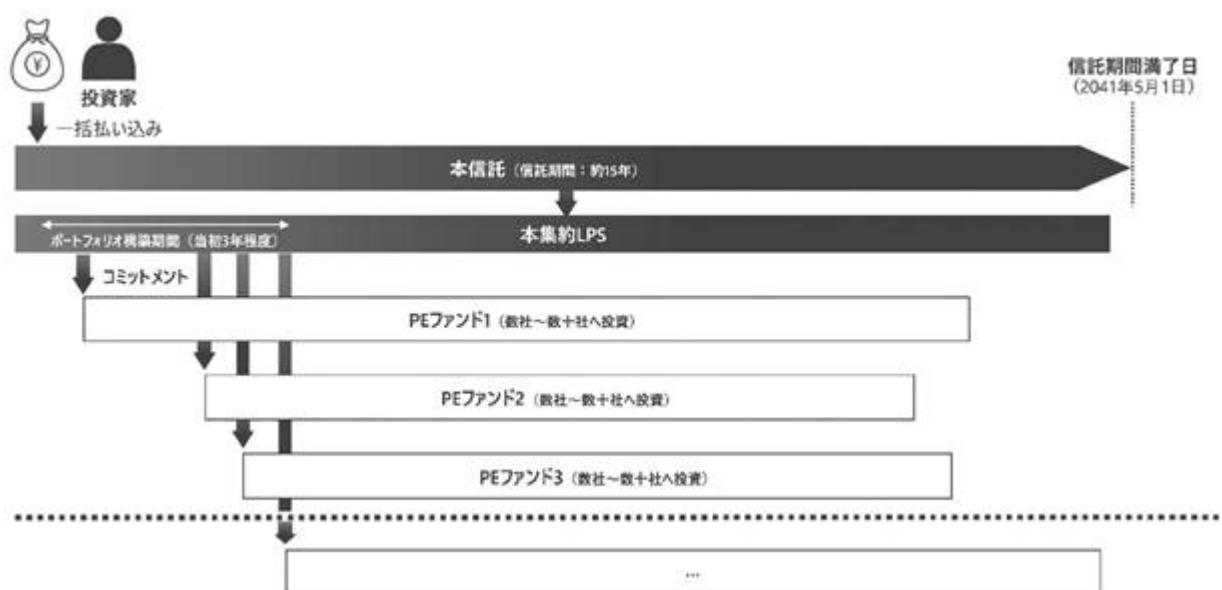 ¥
投資家
一括払い込み
信託期間満了日
(2041年5月1日)
本信託（信託期間：約15年）
本集約LPS
ポートフォリオ構築期間（当初3年程度）
コミットメント
PEファンド1（数社～数十社へ投資）
PEファンド2（数社～数十社へ投資）
PEファンド3（数社～数十社へ投資）
...